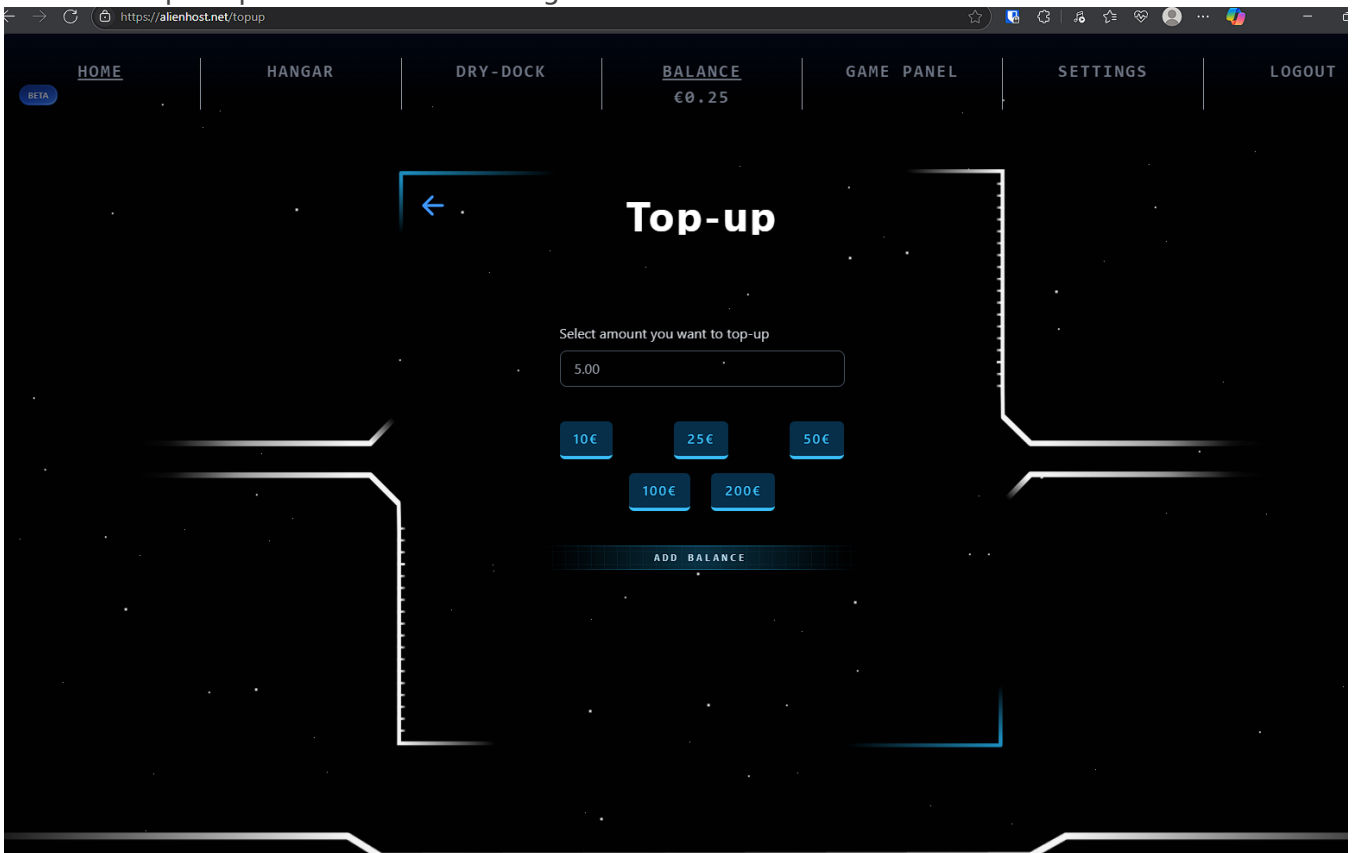 https://alienhost.net/topup
HOME
HANGAR
DRY-DOCK
BALANCE
GAME PANEL
SETTINGS
LOGOUT
BETA
€0.25
Top-up
Select amount you want to top-up
5.00
10€
25€
50€
100€
200€
ADD BALANCE